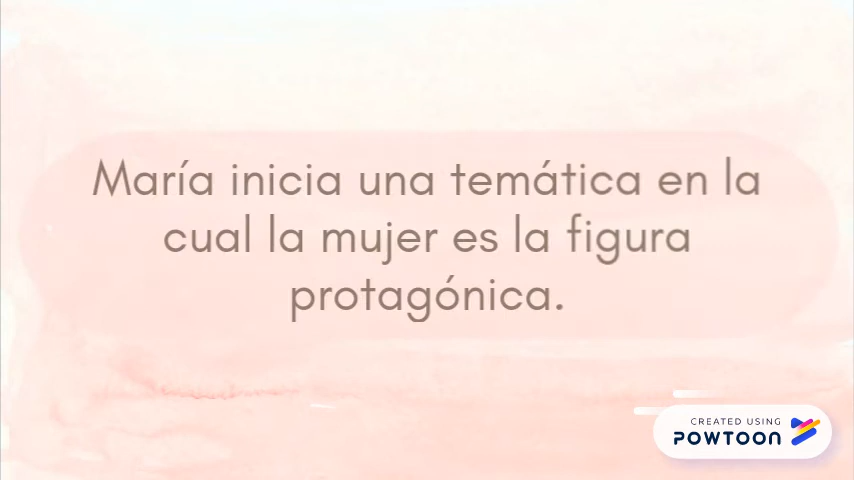 María inicia una temática en la
cual la mujer es la figura
protagónica.
CREATED USING
POWTOON